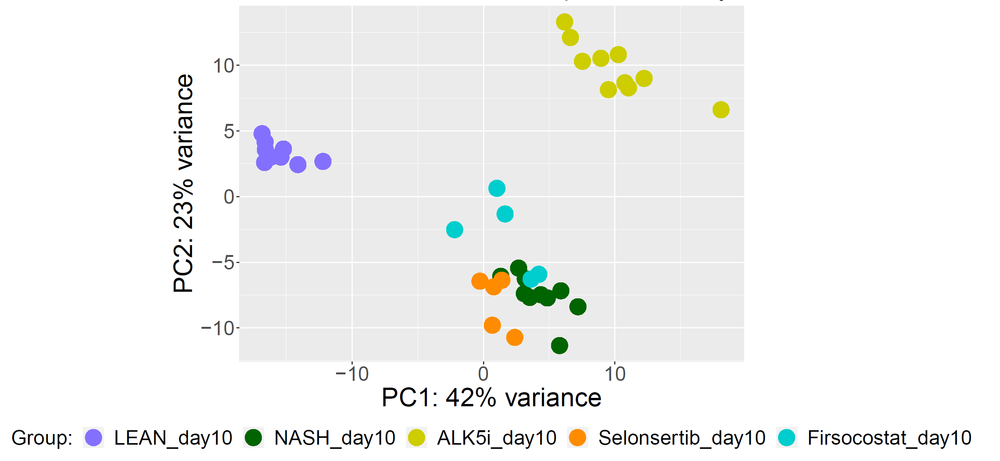 10
5
0
−5
−10
PC2: 23% variance
−10 0 10
PC1: 42% variance
Group: LEAN_day10 NASH_day10 ALK5i_day10 Selonsertib_day10 Firsocostat_day10